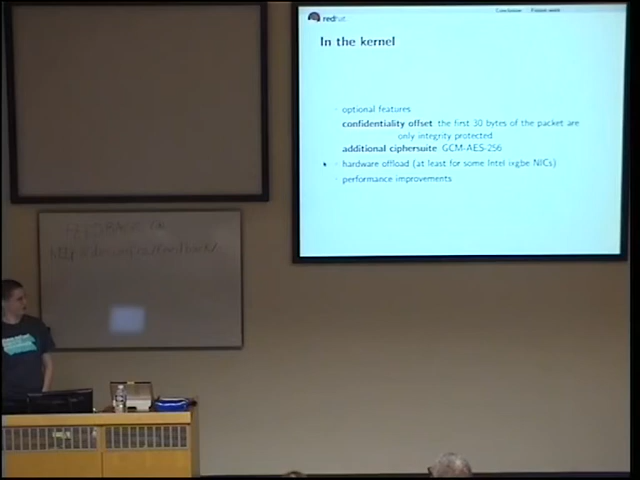 Conclusion Future work
redhat
In the kernel
optional features
confidentiality offset the first 30 bytes of the packet are
only integrity protected
additional ciphersuite GCM-AES-256
hardware offload (at least for some Intel ixgbe NICs)
performance improvements
FEEDBACK